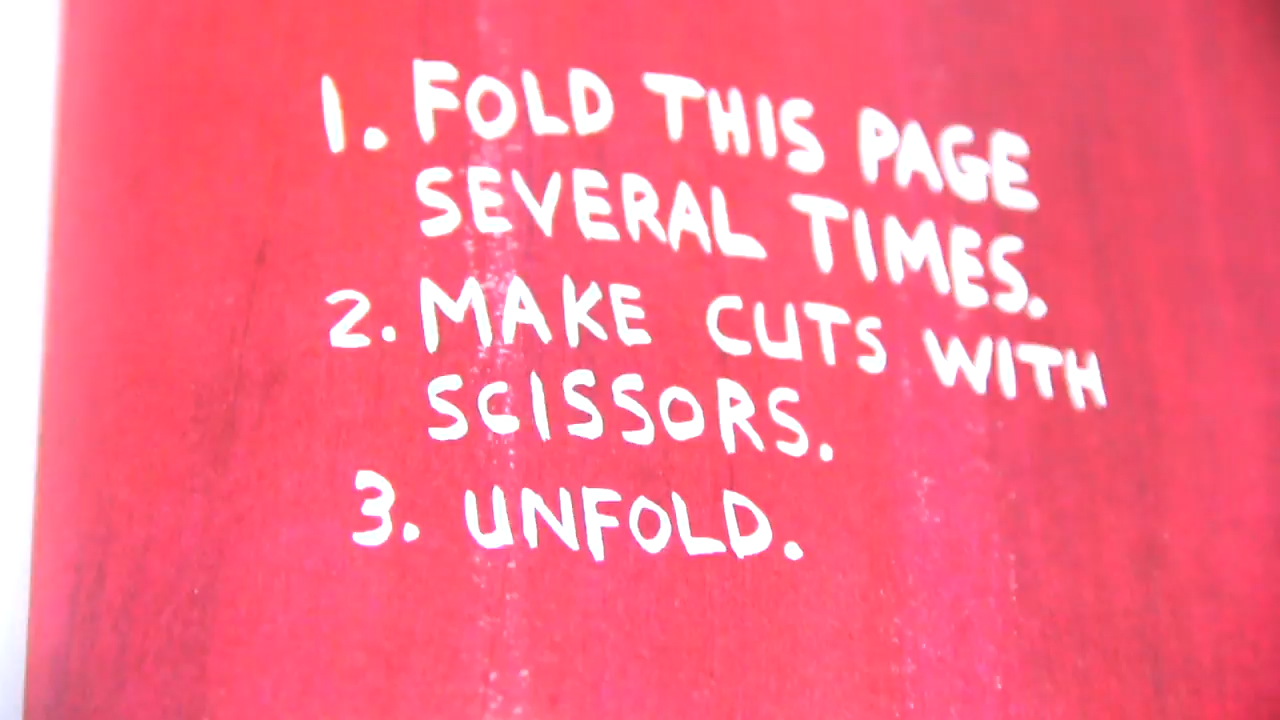 1. FOLD THIS PAGE
SEVERAL TIMES.
2. MAKE CUTS WITH
SCISSORS.
3. UNFOLD.